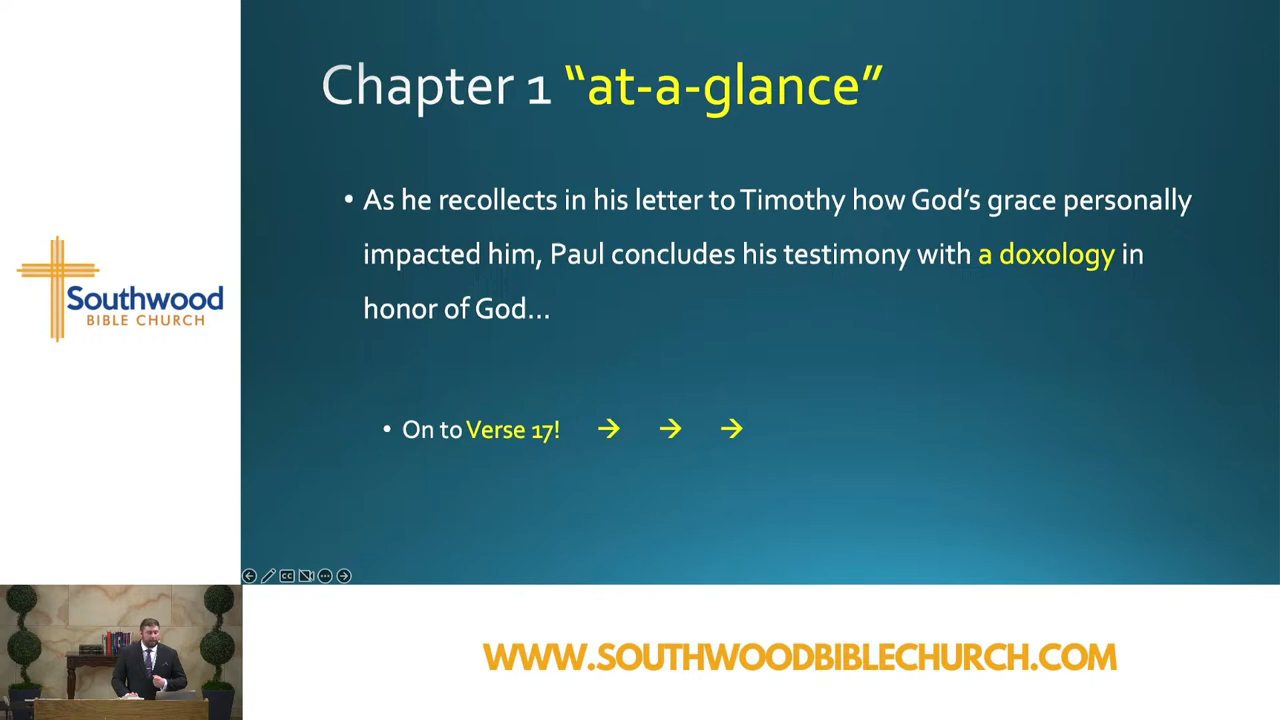 Chapter 1 “at-a-glance”
• As he recollects in his letter to Timothy how God’s grace personally
impacted him, Paul concludes his testimony with a doxology in
honor of God…
• On to Verse 17! → → →
Southwood
BIBLE CHURCH
CC
WWW.SOUTHWOODBIBLECHURCH.COM